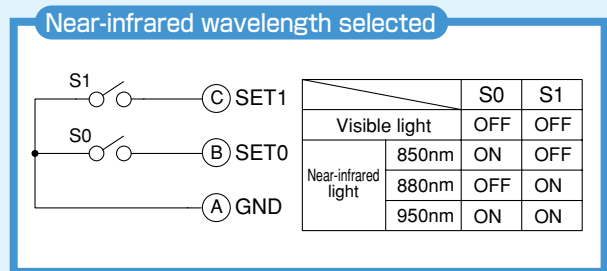 Near-infrared wavelength selected
S1
C SET1
S0
B SET0
A GND
S0 S1
Visible light OFF OFF
Near-infrared light
850nm ON OFF
880nm OFF ON
950nm ON ON